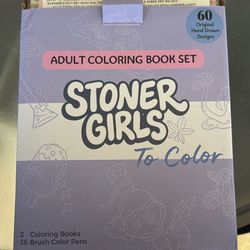 60
Original
Hand Drawn
Designs
ADULT COLORING BOOK SET
STONER
GIRLS
To Color
2 Coloring Books
36 Brush Color Pens